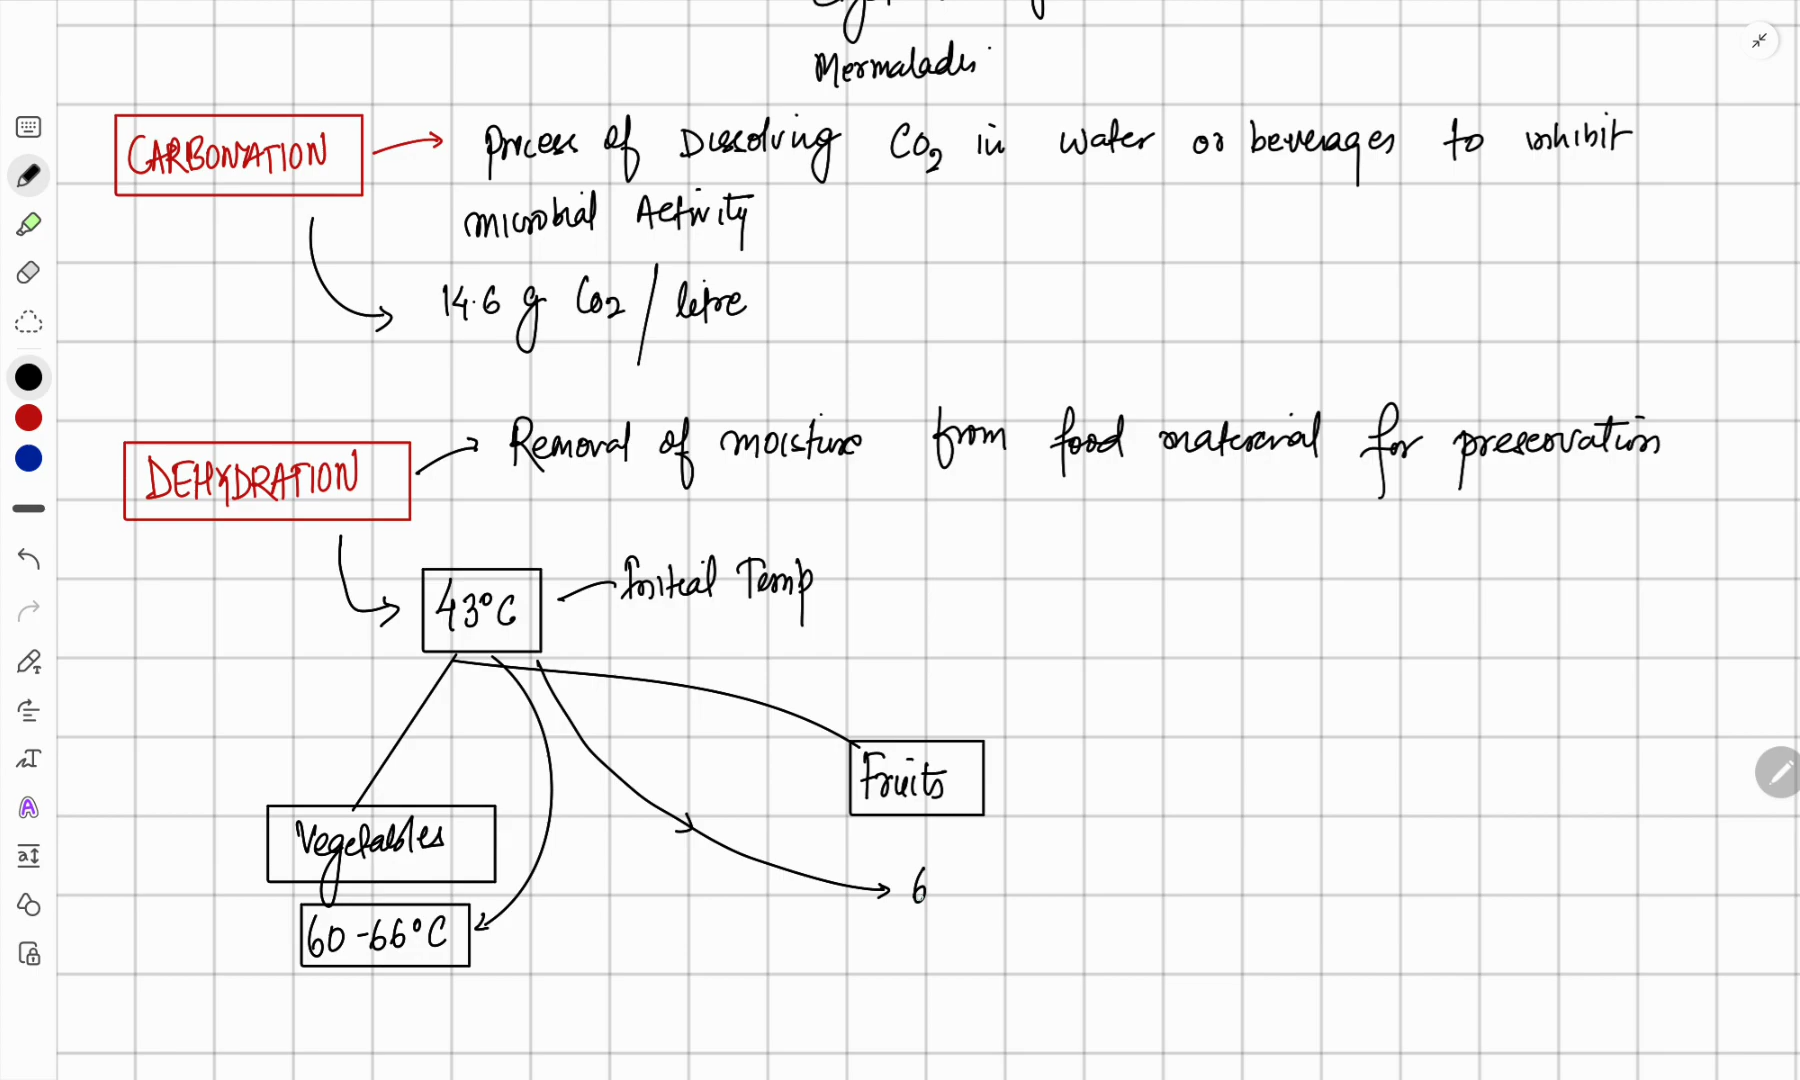 Mermalades
CARBONATION → Process of Dissolving CO2 in water or beverages to inhibit
microbial Activity
14.6 g CO2 / litre
DEHYDRATION → Removal of moisture from food material for preservation
43°C — Initial Temp
Fruits
Vegetables
6
60-66°C